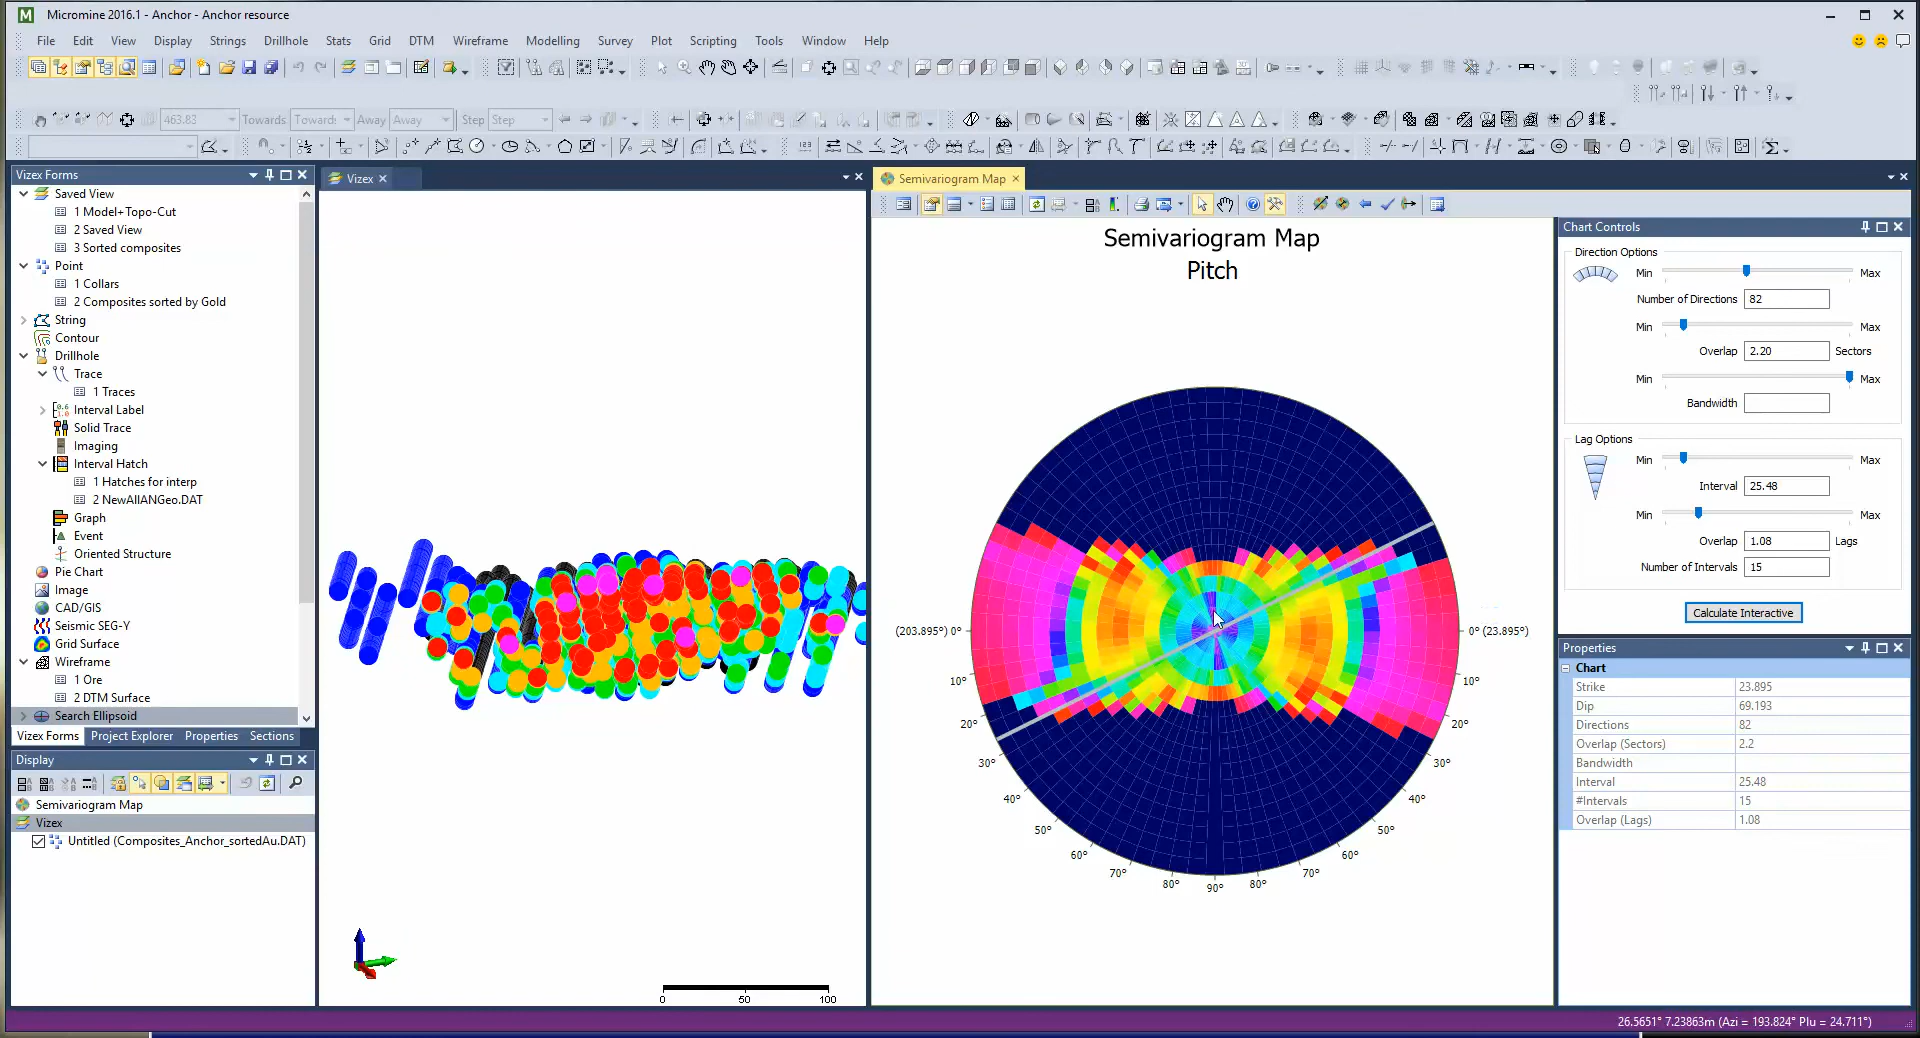 Micromine 2016.1 - Anchor - Anchor resource
File Edit View Display Strings Drillhole Stats Grid DTM Wireframe Modelling Survey Plot Scripting Tools Window Help
463.83 Towards Towards Away Away Step Step
Vizex Forms
Saved View
1 Model+Topo-Cut
2 Saved View
3 Sorted composites
Point
1 Collars
2 Composites sorted by Gold
String
Contour
Drillhole
Trace
1 Traces
Interval Label
Solid Trace
Imaging
Interval Hatch
1 Hatches for interp
2 NewAllANGeo.DAT
Graph
Event
Oriented Structure
Pie Chart
Image
CAD/GIS
Seismic SEG-Y
Grid Surface
Wireframe
1 Ore
2 DTM Surface
Search Ellipsoid
Vizex Forms Project Explorer Properties Sections
Display
Semivariogram Map
Vizex
Untitled (Composites_Anchor_sortedAu.DAT)
Vizex
0 50 100
Semivariogram Map
Semivariogram Map
Pitch
(203.895°) 0° 0° (23.895°)
10° 10°
20° 20°
30° 30°
40° 40°
50° 50°
60° 60°
70° 70°
80° 80°
90°
Chart Controls
Direction Options
Min Max
Number of Directions 82
Min Max
Overlap 2.20 Sectors
Min Max
Bandwidth
Lag Options
Min Max
Interval 25.48
Min Max
Overlap 1.08 Lags
Number of Intervals 15
Calculate Interactive
Properties
Chart
Strike 23.895
Dip 69.193
Directions 82
Overlap (Sectors) 2.2
Bandwidth
Interval 25.48
#Intervals 15
Overlap (Lags) 1.08
26.5651° 7.23863m (Azi = 193.824° Plu = 24.711°)